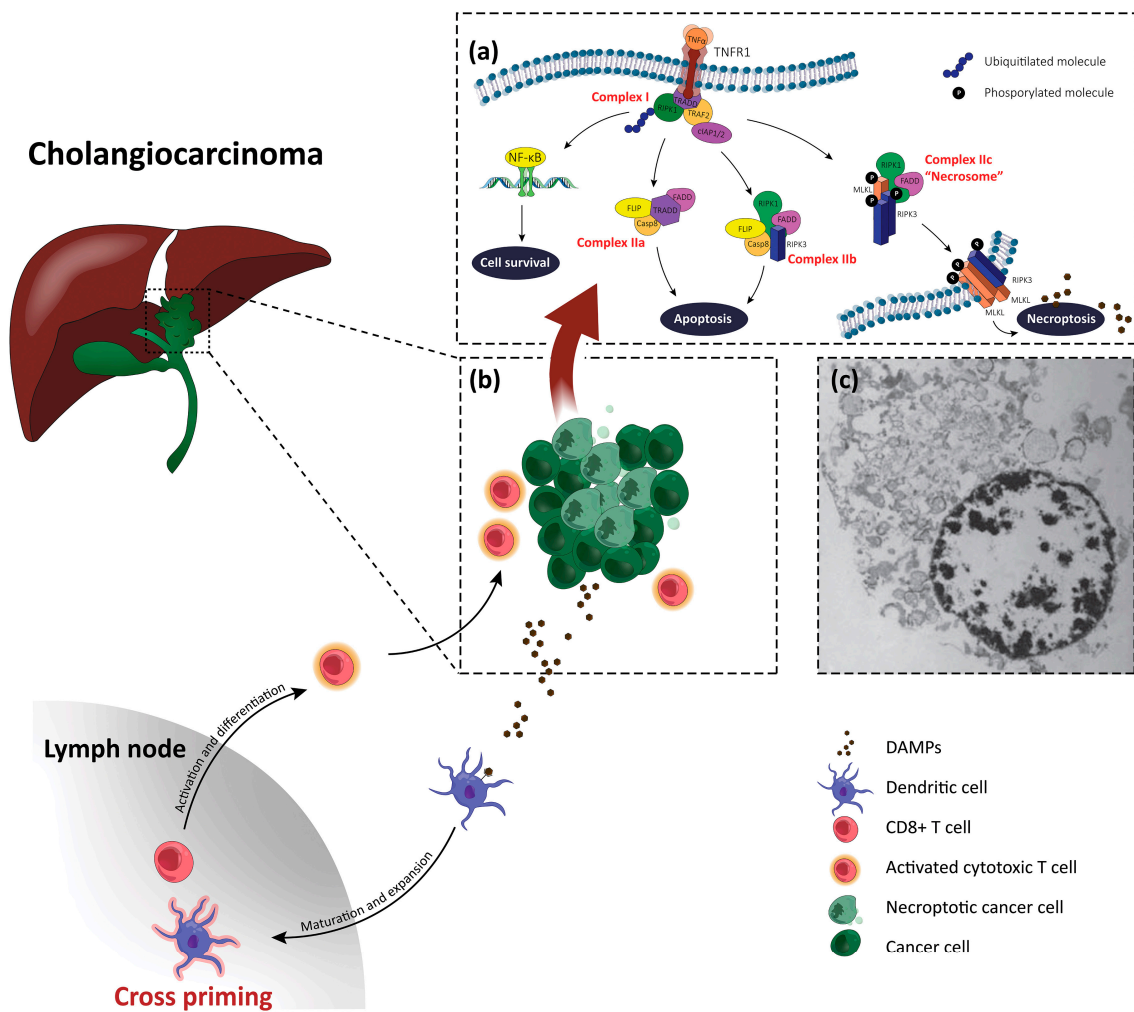 Cholangiocarcinoma
(a)
TNFα
TNFR1
Ubiquitilated molecule
P
Phosporylated molecule
Complex I
RIPK1
TRADD
TRAF2
cIAP1/2
NF-κB
Cell survival
FADD
FLIP
TRADD
Casp8
Complex IIa
RIPK1
FLIP
FADD
Casp8
RIPK3
Complex IIb
Apoptosis
Complex IIc
“Necrosome”
P
RIPK1
FADD
MLKL
P
P
RIPK3
P
P
P
RIPK3
MLKL
MLKL
Necroptosis
(b)
(c)
Lymph node
Activation and differentiation
Maturation and expansion
Cross priming
DAMPs
Dendritic cell
CD8+ T cell
Activated cytotoxic T cell
Necroptotic cancer cell
Cancer cell